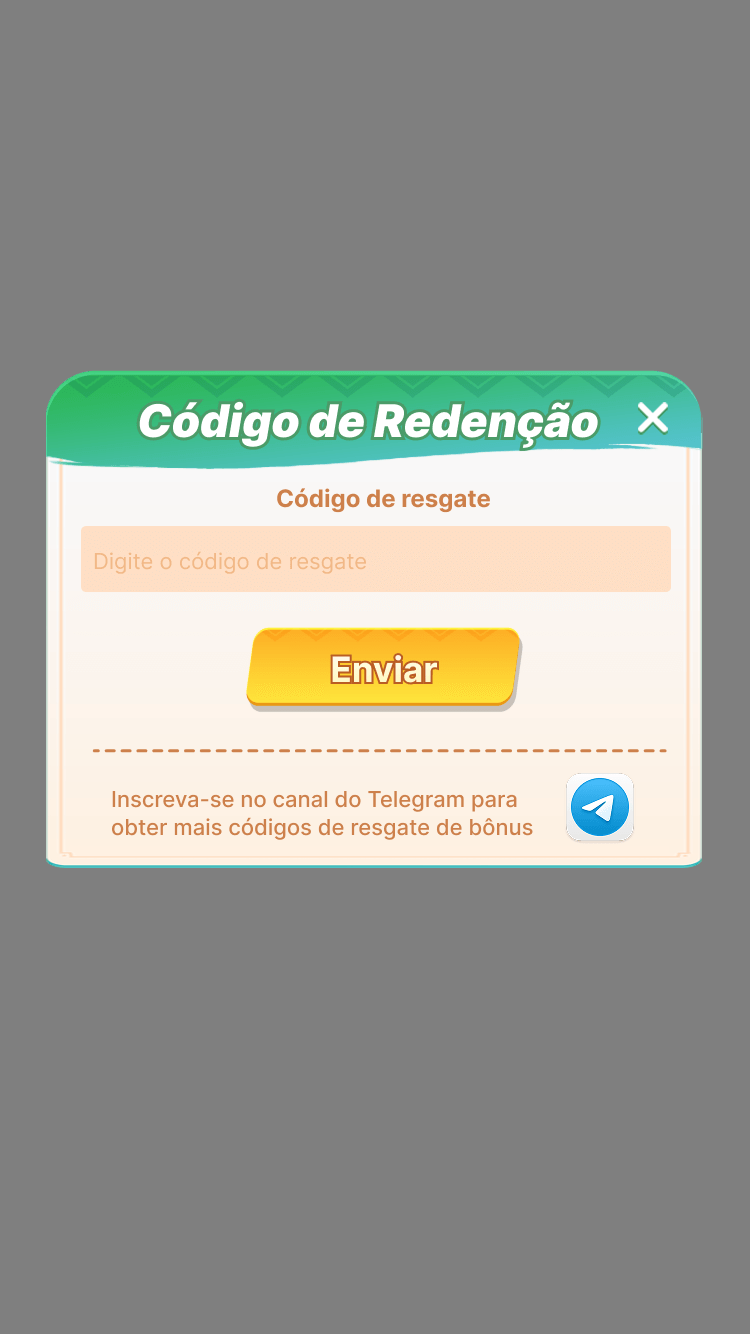 Código de Redenção
Código de resgate
Digite o código de resgate
Enviar
Inscreva-se no canal do Telegram para
obter mais códigos de resgate de bônus